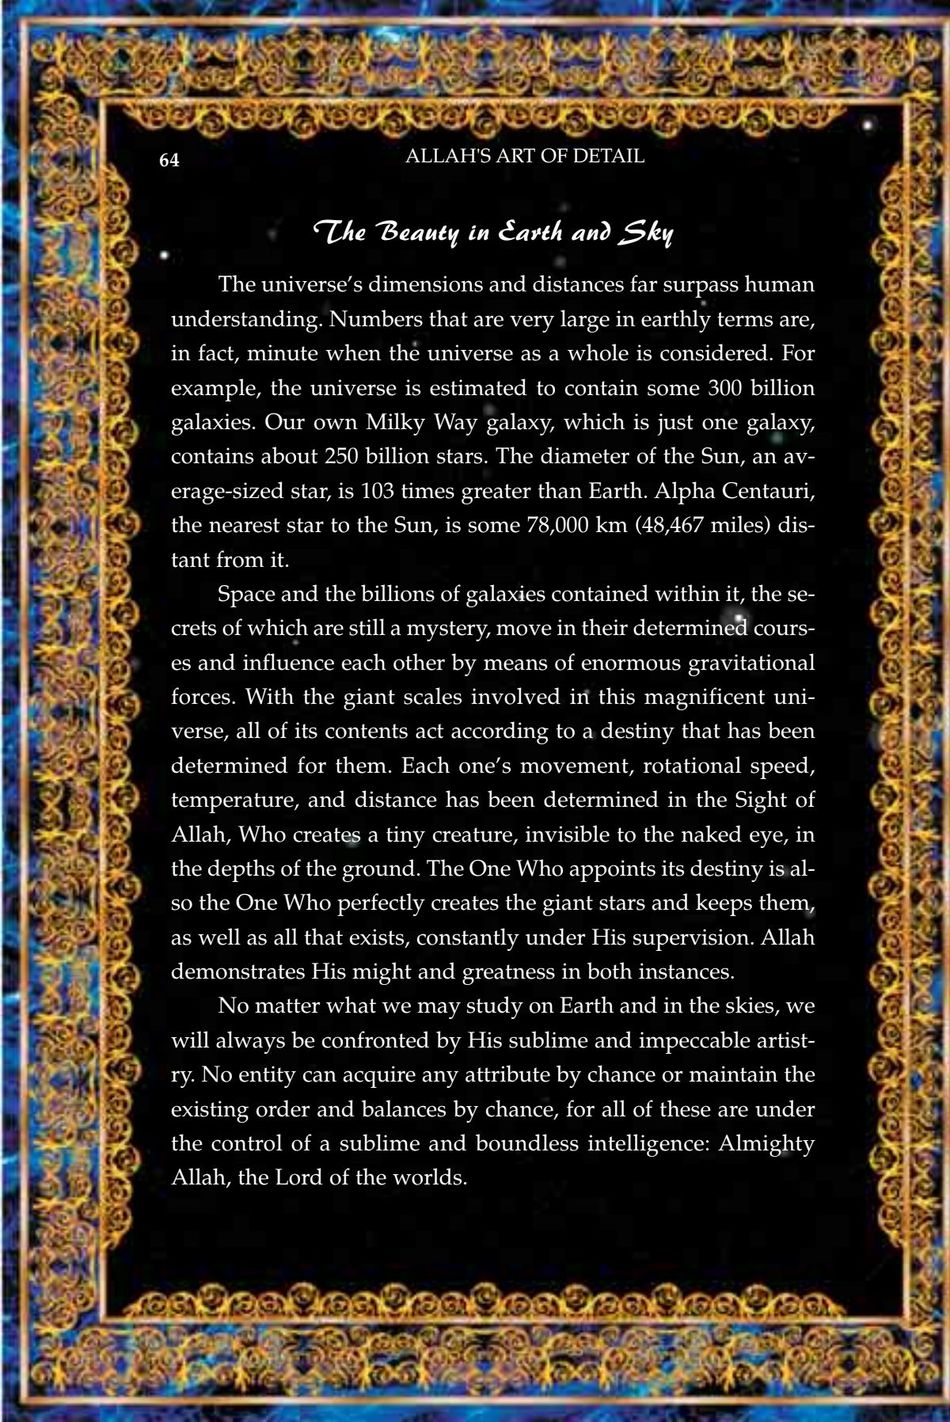 64
ALLAH'S ART OF DETAIL
The Beauty in Earth and Sky
The universe's dimensions and distances far surpass human
understanding. Numbers that are very large in earthly terms are,
in fact, minute when the universe as a whole is considered. For
example, the universe is estimated to contain some 300 billion
galaxies. Our own Milky Way galaxy, which is just one galaxy,
contains about 250 billion stars. The diameter of the Sun, an av-
erage-sized star, is 103 times greater than Earth. Alpha Centauri,
the nearest star to the Sun, is some 78,000 km (48,467 miles) dis-
tant from it.
Space and the billions of galaxies contained within it, the se-
crets of which are still a mystery, move in their determined cours-
es and influence each other by means of enormous gravitational
forces. With the giant scales involved in this magnificent uni-
verse, all of its contents act according to a destiny that has been
determined for them. Each one's movement, rotational speed,
temperature, and distance has been determined in the Sight of
Allah, Who creates a tiny creature, invisible to the naked eye, in
the depths of the ground. The One Who appoints its destiny is al-
so the One Who perfectly creates the giant stars and keeps them,
as well as all that exists, constantly under His supervision. Allah
demonstrates His might and greatness in both instances.
No matter what we may study on Earth and in the skies, we
will always be confronted by His sublime and impeccable artist-
ry. No entity can acquire any attribute by chance or maintain the
existing order and balances by chance, for all of these are under
the control of a sublime and boundless intelligence: Almighty
Allah, the Lord of the worlds.